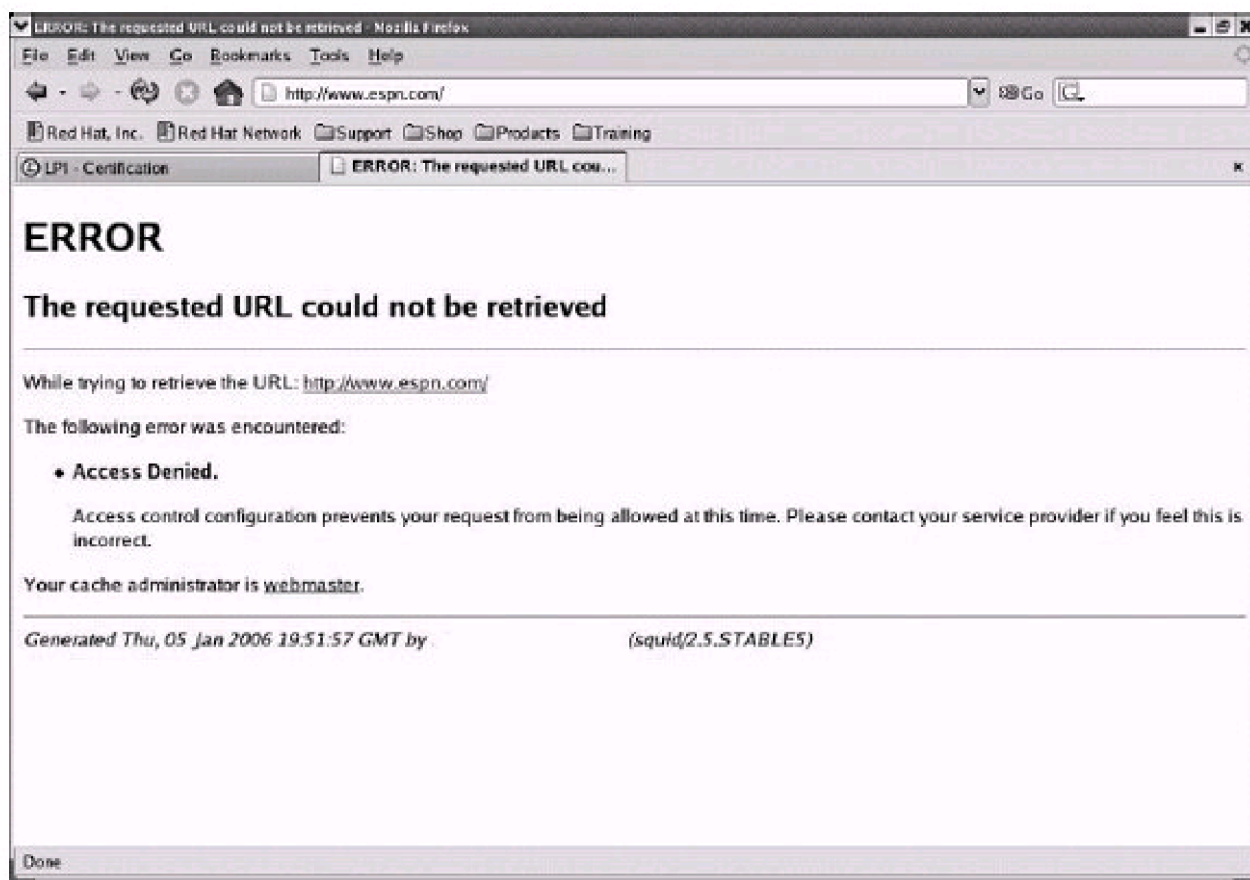 ERROR: The requested URL could not be retrieved - Mozilla Firefox
File Edit View Go Bookmarks Tools Help
http://www.espn.com/ Go
Red Hat, Inc. Red Hat Network Support Shop Products Training
LPI - Certification ERROR: The requested URL cou...
ERROR
The requested URL could not be retrieved
While trying to retrieve the URL: http://www.espn.com/
The following error was encountered:
• Access Denied.
Access control configuration prevents your request from being allowed at this time. Please contact your service provider if you feel this is
incorrect.
Your cache administrator is webmaster.
Generated Thu, 05 Jan 2006 19:51:57 GMT by (squid/2.5.STABLE5)
Done